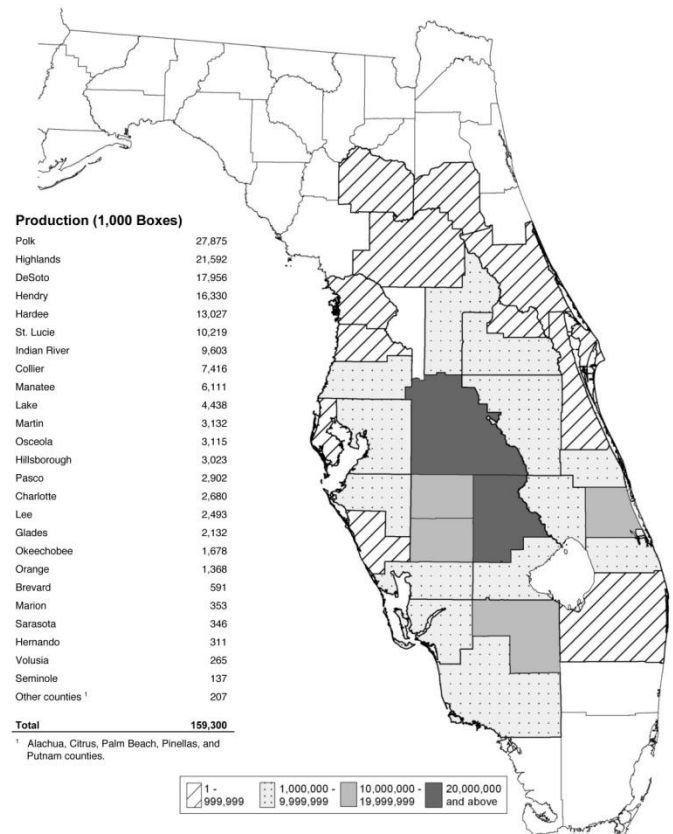 Production (1,000 Boxes)
Polk 27,875
Highlands 21,592
DeSoto 17,956
Hendry 16,330
Hardee 13,027
St. Lucie 10,219
Indian River 9,603
Collier 7,416
Manatee 6,111
Lake 4,438
Martin 3,132
Osceola 3,115
Hillsborough 3,023
Pasco 2,902
Charlotte 2,680
Lee 2,493
Glades 2,132
Okeechobee 1,678
Orange 1,368
Brevard 591
Marion 353
Sarasota 346
Hernando 311
Volusia 265
Seminole 137
Other counties ¹ 207
Total 159,300
¹ Alachua, Citrus, Palm Beach, Pinellas, and
Putnam counties.
1 -
999,999
1,000,000 -
9,999,999
10,000,000 -
19,999,999
20,000,000
and above